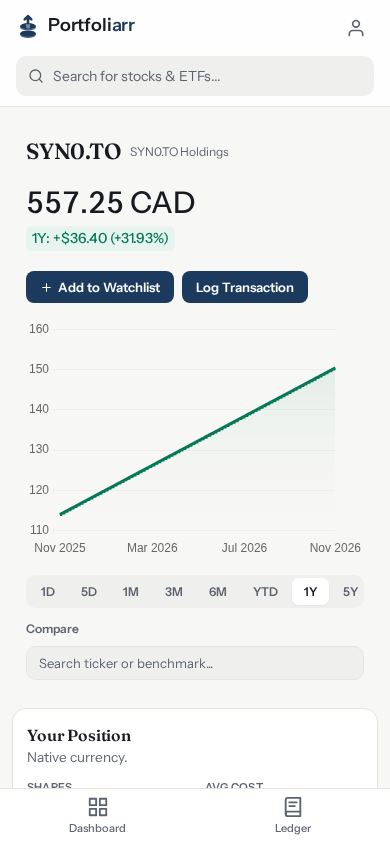 Portfoliarr
Search for stocks & ETFs...
SYN0.TO SYN0.TO Holdings
557.25 CAD
1Y: +$36.40 (+31.93%)
+ Add to Watchlist
Log Transaction
160
150
140
130
120
110
Nov 2025 Mar 2026 Jul 2026 Nov 2026
1D 5D 1M 3M 6M YTD 1Y 5Y
Compare
Search ticker or benchmark...
Your Position
Native currency.
SHARES AVG COST
Dashboard Ledger